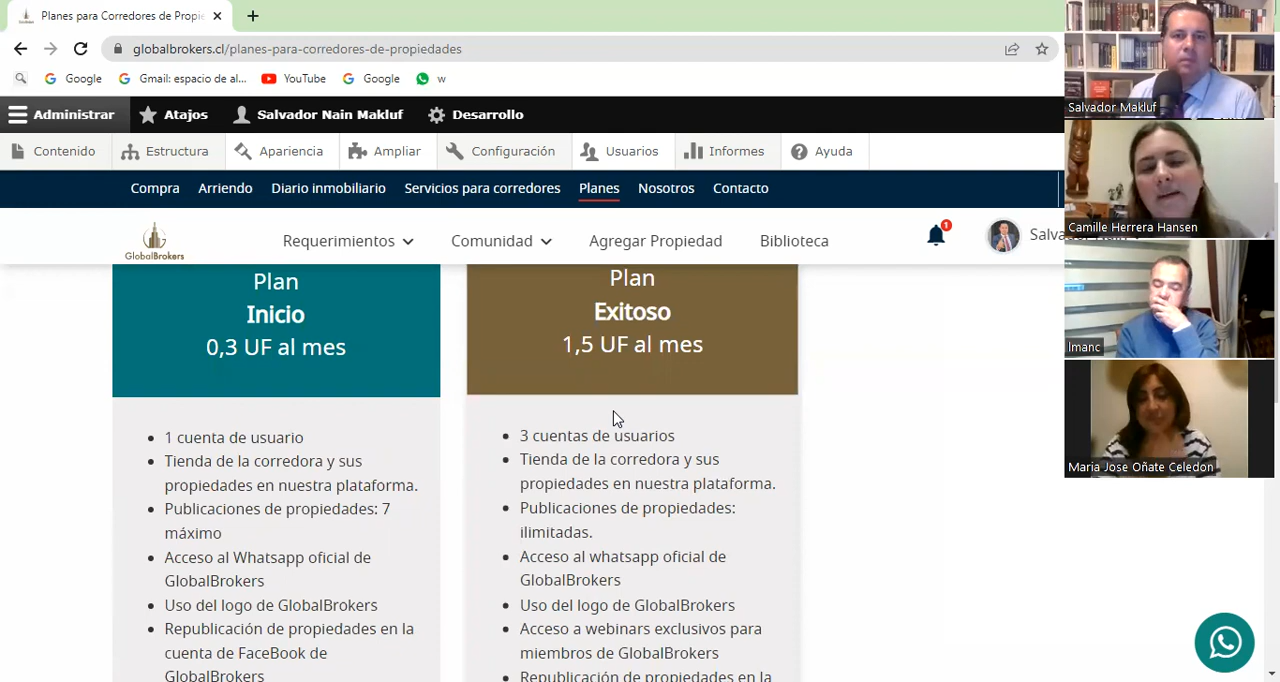 Planes para Corredores de Propie
globalbrokers.cl/planes-para-corredores-de-propiedades
Google
Gmail: espacio de al...
YouTube
Google
w
Administrar
Atajos
Salvador Nain Makluf
Desarrollo
Contenido
Estructura
Apariencia
Ampliar
Configuración
Usuarios
Informes
Ayuda
Compra
Arriendo
Diario inmobiliario
Servicios para corredores
Planes
Nosotros
Contacto
GlobalBrokers
Requerimientos
Comunidad
Agregar Propiedad
Biblioteca
1
Plan
Inicio
0,3 UF al mes
1 cuenta de usuario
Tienda de la corredora y sus
propiedades en nuestra plataforma.
Publicaciones de propiedades: 7
máximo
Acceso al Whatsapp oficial de
GlobalBrokers
Uso del logo de GlobalBrokers
Republicación de propiedades en la
cuenta de FaceBook de
GlobalBrokers
Plan
Exitoso
1,5 UF al mes
3 cuentas de usuarios
Tienda de la corredora y sus
propiedades en nuestra plataforma.
Publicaciones de propiedades:
ilimitadas.
Acceso al whatsapp oficial de
GlobalBrokers
Uso del logo de GlobalBrokers
Acceso a webinars exclusivos para
miembros de GlobalBrokers
Republicación de propiedades en la
Salvador Makluf
Camille Herrera Hansen
lmanc
Maria Jose Oñate Celedon